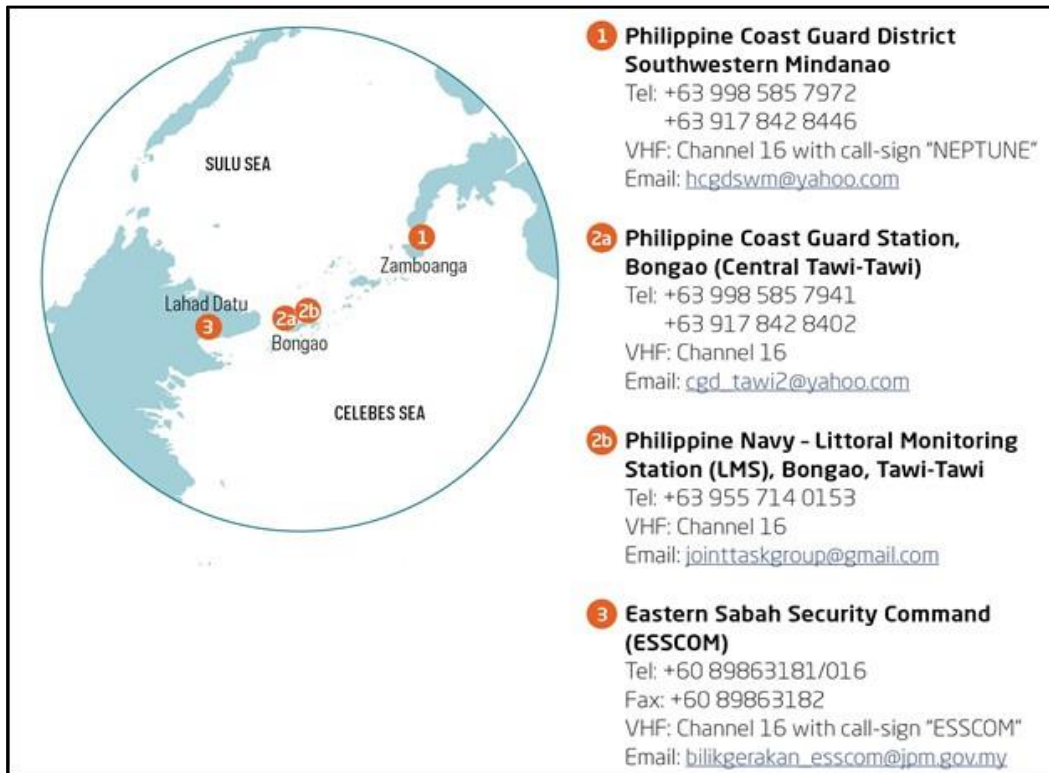 SULU SEA
1
Zamboanga
Lahad Datu
3
2a
2b
Bongao
CELEBES SEA
1 Philippine Coast Guard District
Southwestern Mindanao
Tel: +63 998 585 7972
+63 917 842 8446
VHF: Channel 16 with call-sign "NEPTUNE"
Email: hcgdswm@yahoo.com
2a Philippine Coast Guard Station,
Bongao (Central Tawi-Tawi)
Tel: +63 998 585 7941
+63 917 842 8402
VHF: Channel 16
Email: cgd_tawi2@yahoo.com
2b Philippine Navy – Littoral Monitoring
Station (LMS), Bongao, Tawi-Tawi
Tel: +63 955 714 0153
VHF: Channel 16
Email: jointtaskgroup@gmail.com
3 Eastern Sabah Security Command
(ESSCOM)
Tel: +60 89863181/016
Fax: +60 89863182
VHF: Channel 16 with call-sign "ESSCOM"
Email: bilikgerakan_esscom@jpm.gov.my